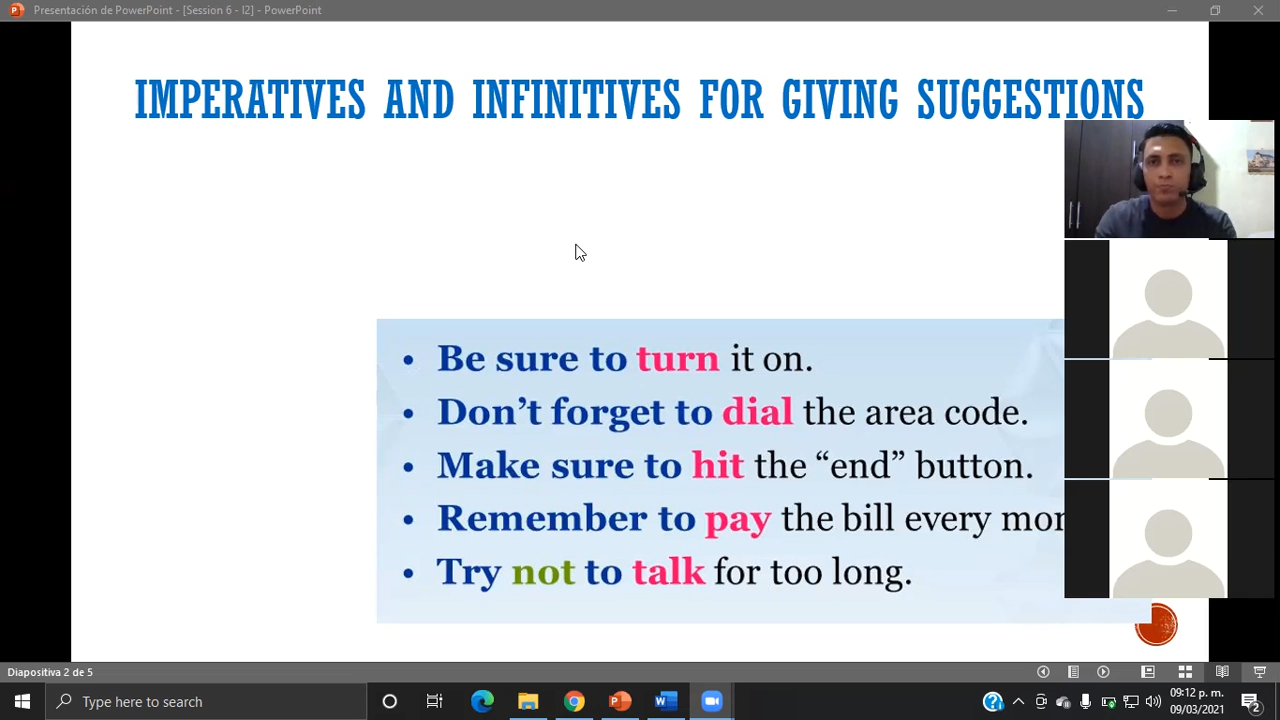 Presentación de PowerPoint - [Session 6 - I2] - PowerPoint
IMPERATIVES AND INFINITIVES FOR GIVING SUGGESTIONS
• Be sure to turn it on.
• Don’t forget to dial the area code.
• Make sure to hit the “end” button.
• Remember to pay the bill every
• Try not to talk for too long.
Diapositiva 2 de 5
Type here to search
09:12 p. m.
09/03/2021
2